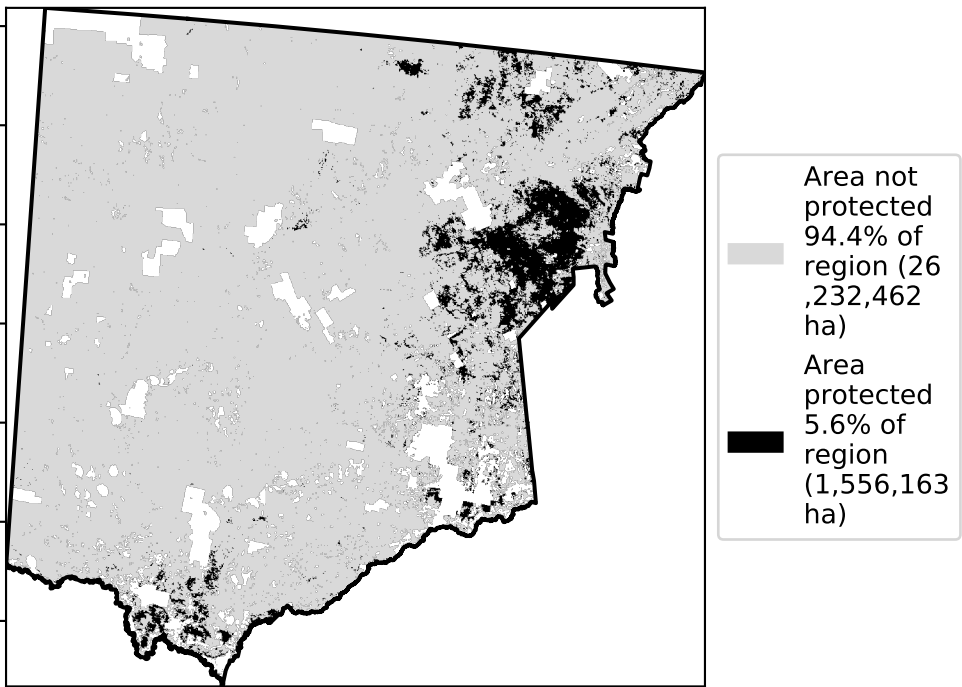 Area not
protected
94.4% of
region (26
,232,462
ha)
Area
protected
5.6% of
region
(1,556,163
ha)